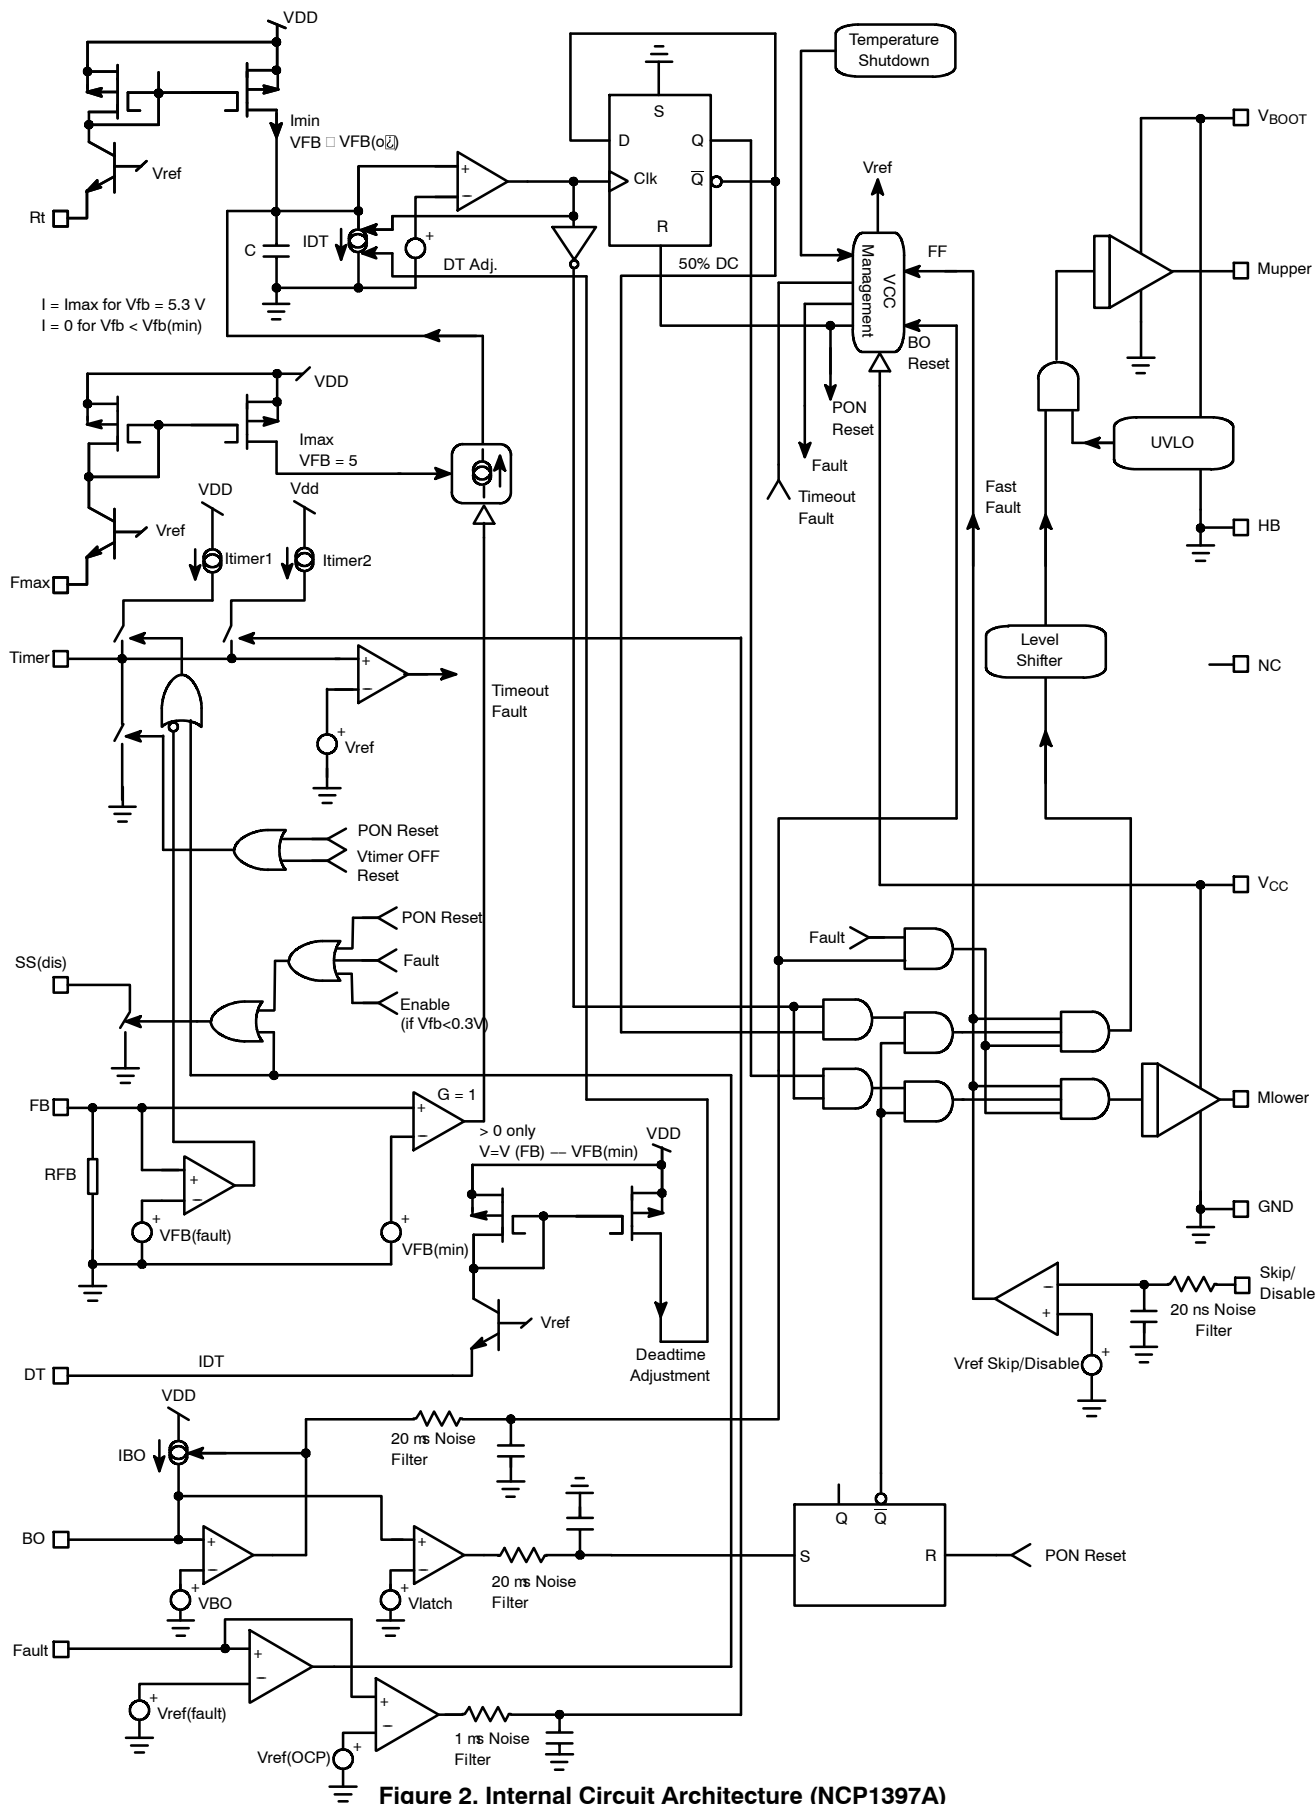 VDD
Temperature
Shutdown
S
D
Q
Clk
Q
R
Imin
Vref
Rt
VBOOT
Mupper
Vref
FF
VCC
Management
BO
Reset
C
IDT
DT Adj.
50% DC
I = Imax for Vfb = 5.3 V
I = 0 for Vfb < Vfb(min)
VDD
Imax
VFB = 5
PON
Reset
Fault
Timeout
Fault
UVLO
VDD
Vdd
Vref
Itimer1
Itimer2
Fmax
Fast
Fault
HB
Timer
Timeout
Fault
Vref
Level
Shifter
NC
PON Reset
Vtimer OFF
Reset
VCC
PON Reset
Fault
Fault
SS(dis)
Enable
(if Vfb<0.3V)
FB
G = 1
> 0 only
V=V (FB) –– VFB(min)
VDD
Mlower
RFB
VFB(fault)
VFB(min)
GND
Vref
Skip/
Disable
20 ns Noise
Filter
Deadtime
Adjustment
Vref Skip/Disable
DT
IDT
VDD
IBO
20 ms Noise
Filter
BO
VBO
Vlatch
20 ms Noise
Filter
Q
Q
S
R
PON Reset
Fault
Vref(fault)
Vref(OCP)
1 ms Noise
Filter
Figure 2. Internal Circuit Architecture (NCP1397A)